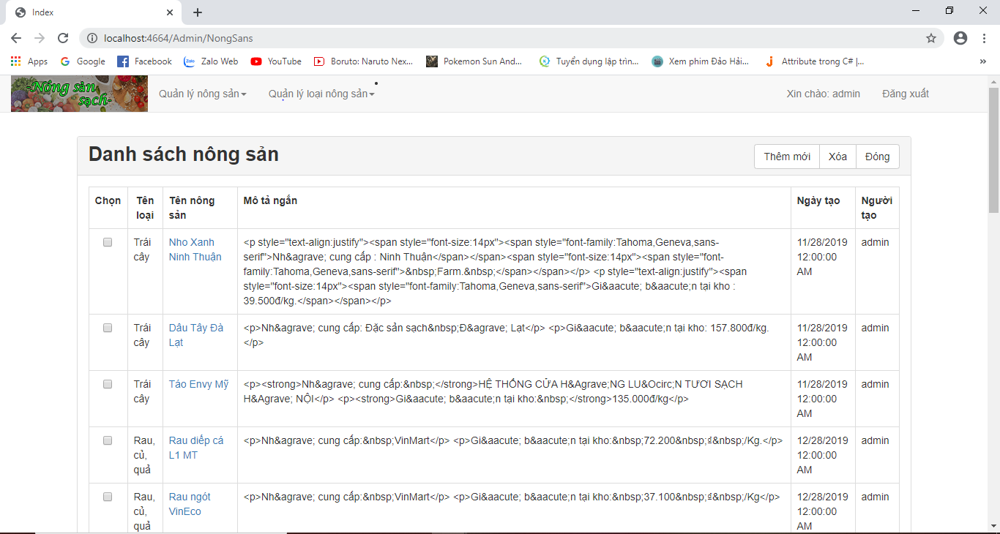 Index
localhost:4664/Admin/NongSans
Apps Google Facebook Zalo Web YouTube Boruto: Naruto Nex... Pokemon Sun And... Tuyển dụng lập trìn... Xem phim Đảo Hải... Attribute trong C# |... »
-Nông sản
sạch-
Quản lý nông sản Quản lý loại nông sản Xin chào: admin Đăng xuất
Danh sách nông sản
Thêm mới Xóa Đóng
Chọn
Tên
loại
Tên nông
sản
Mô tả ngắn
Ngày tạo
Người
tạo
Trái
cây
Nho Xanh
Ninh Thuận
<p style="text-align:justify"><span style="font-size:14px"><span style="font-family:Tahoma,Geneva,sans-
serif">Nh&agrave; cung cấp : Ninh Thuận</span></span><span style="font-size:14px"><span style="font-
family:Tahoma,Geneva,sans-serif">&nbsp;Farm.&nbsp;</span></span></p> <p style="text-align:justify"><span
style="font-size:14px"><span style="font-family:Tahoma,Geneva,sans-serif">Gi&aacute; b&aacute;n tại kho :
39.500đ/kg.</span></span></p>
11/28/2019
12:00:00
AM
admin
Trái
cây
Dâu Tây Đà
Lạt
<p>Nh&agrave; cung cấp: Đặc sản sạch&nbsp;Đ&agrave; Lạt</p> <p>Gi&aacute; b&aacute;n tại kho: 157.800đ/kg.
</p>
11/28/2019
12:00:00
AM
admin
Trái
cây
Táo Envy Mỹ
<p><strong>Nh&agrave; cung cấp:&nbsp;</strong>HỆ THỐNG CỬA H&Agrave;NG LU&Ocirc;N TƯƠI SẠCH
H&Agrave; NỘI</p> <p><strong>Gi&aacute; b&aacute;n tại kho:&nbsp;</strong>135.000đ/kg</p>
11/28/2019
12:00:00
AM
admin
Rau,
củ,
quả
Rau diếp cá
L1 MT
<p>Nh&agrave; cung cấp:&nbsp;VinMart</p> <p>Gi&aacute; b&aacute;n tại kho:&nbsp;72.200&nbsp;₫&nbsp;/Kg.</p>
12/28/2019
12:00:00
AM
admin
Rau,
củ,
quả
Rau ngót
VinEco
<p>Nh&agrave; cung cấp:&nbsp;VinMart</p> <p>Gi&aacute; b&aacute;n tại kho:&nbsp;37.100&nbsp;₫&nbsp;/Kg</p>
12/28/2019
12:00:00
AM
admin